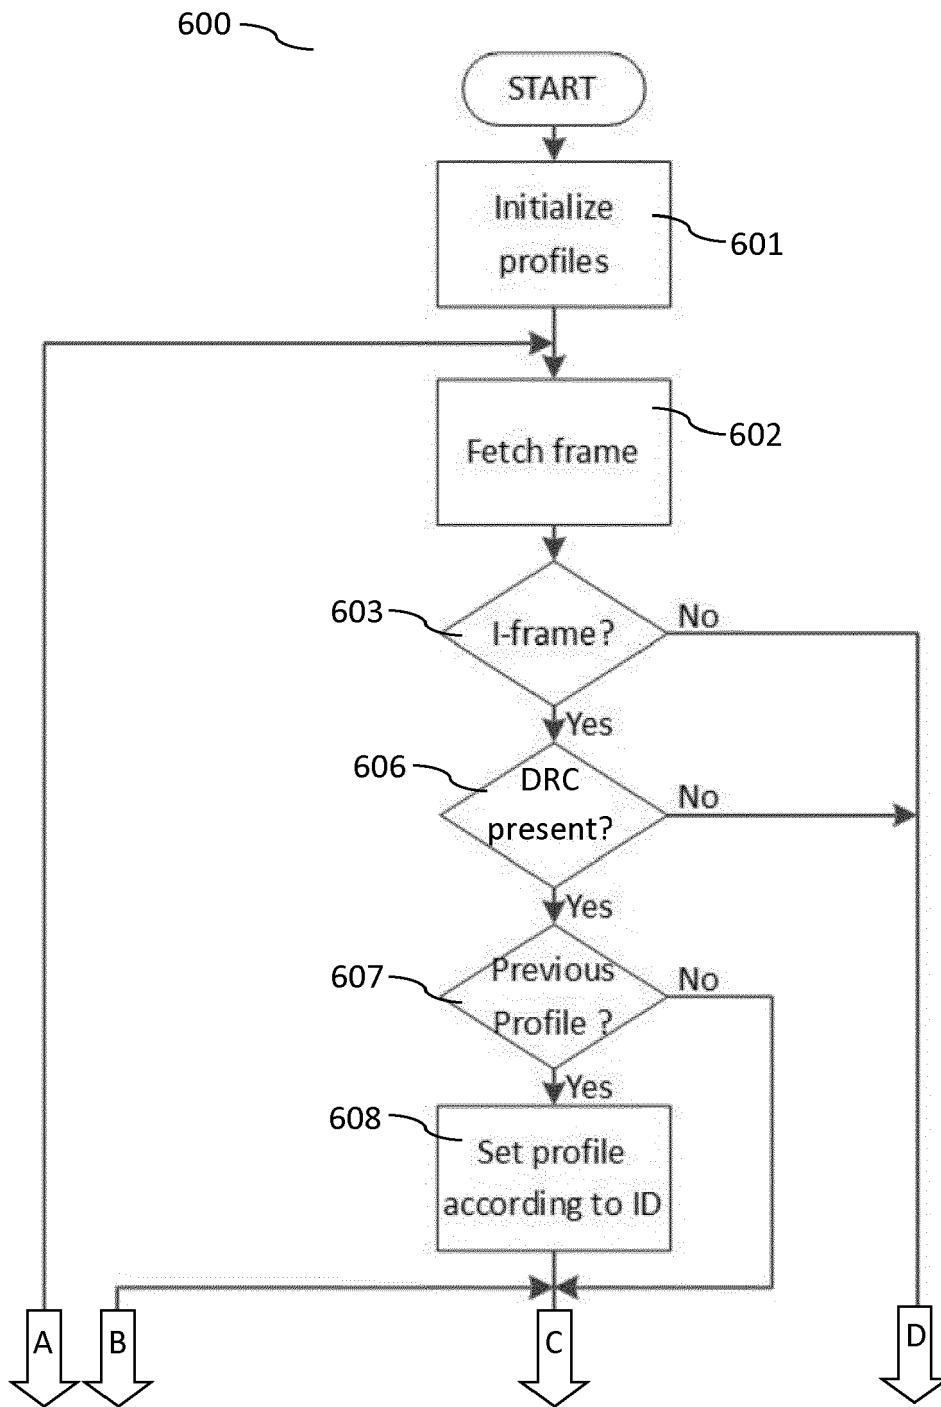 600
START
Initialize
profiles
601
Fetch frame
602
603
I-frame?
No
Yes
606
DRC
present?
No
Yes
607
Previous
Profile ?
No
Yes
608
Set profile
according to ID
A
B
C
D